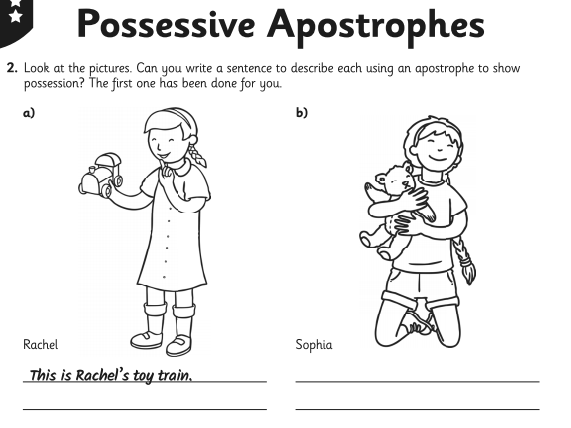 Possessive Apostrophes
2. Look at the pictures. Can you write a sentence to describe each using an apostrophe to show
possession? The first one has been done for you.
a)
b)
Rachel
Sophia
This is Rachel's toy train.